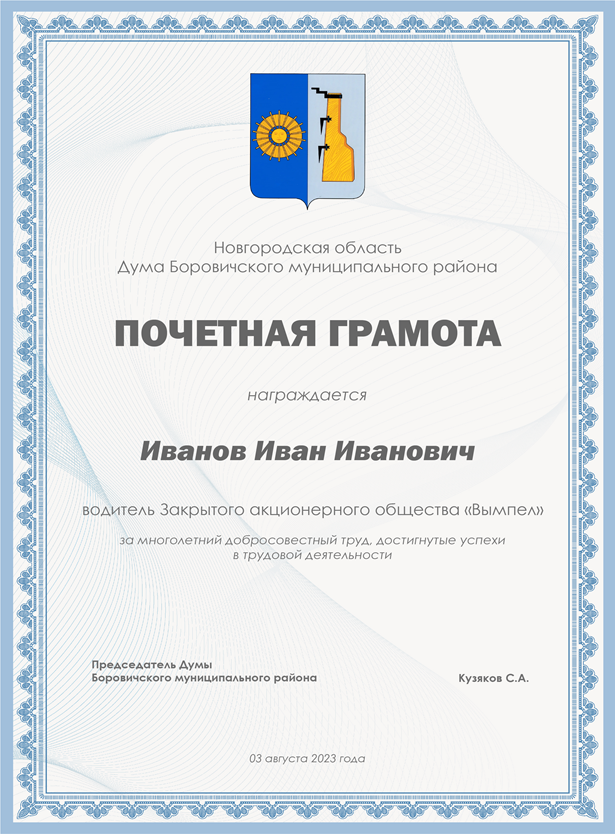 Новгородская область
Дума Боровичского муниципального района
ПОЧЕТНАЯ ГРАМОТА
награждается
Иванов Иван Иванович
водитель Закрытого акционерного общества «Вымпел»
за многолетний добросовестный труд, достигнутые успехи
в трудовой деятельности
Председатель Думы
Боровичского муниципального района Кузяков С.А.
03 августа 2023 года